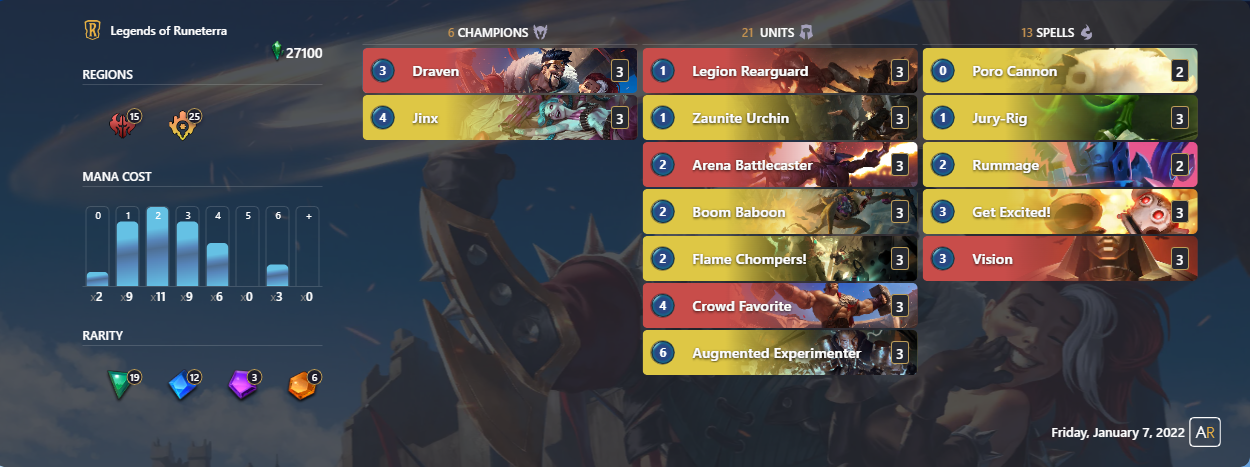 Legends of Runeterra
27100
REGIONS
15
25
MANA COST
0 1 2 3 4 5 6 +
x2 x9 x11 x9 x6 x0 x3 x0
RARITY
19
12
3
6
6 CHAMPIONS
3 Draven 3
4 Jinx 3
21 UNITS
1 Legion Rearguard 3
1 Zaunite Urchin 3
2 Arena Battlecaster 3
2 Boom Baboon 3
2 Flame Chompers! 3
4 Crowd Favorite 3
6 Augmented Experimenter 3
13 SPELLS
0 Poro Cannon 2
1 Jury-Rig 3
2 Rummage 2
3 Get Excited! 3
3 Vision 3
Friday, January 7, 2022 AR